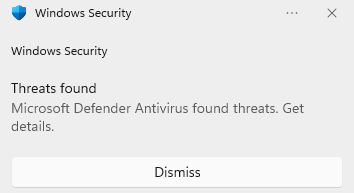 Windows Security
Windows Security
Threats found
Microsoft Defender Antivirus found threats. Get
details.
Dismiss